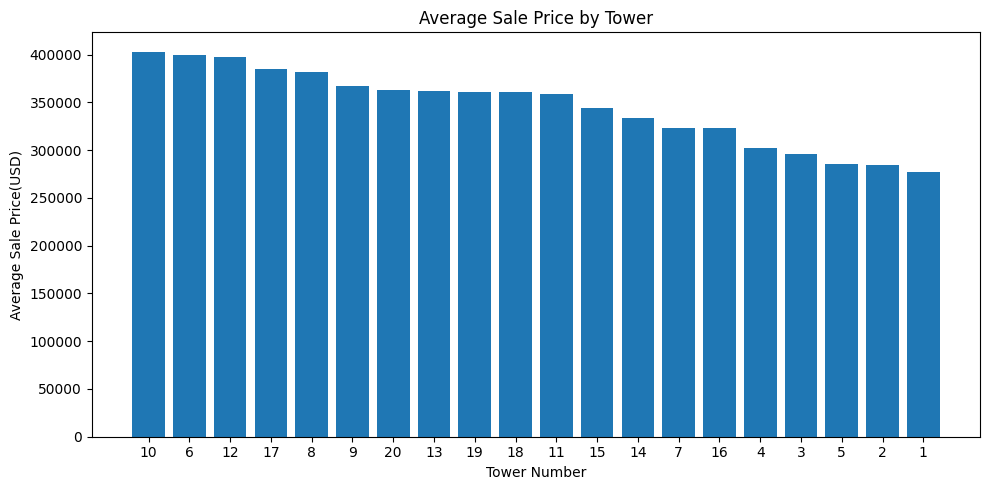 Average Sale Price by Tower
Average Sale Price(USD)
400000
350000
300000
250000
200000
150000
100000
50000
0
10 6 12 17 8 9 20 13 19 18 11 15 14 7 16 4 3 5 2 1
Tower Number